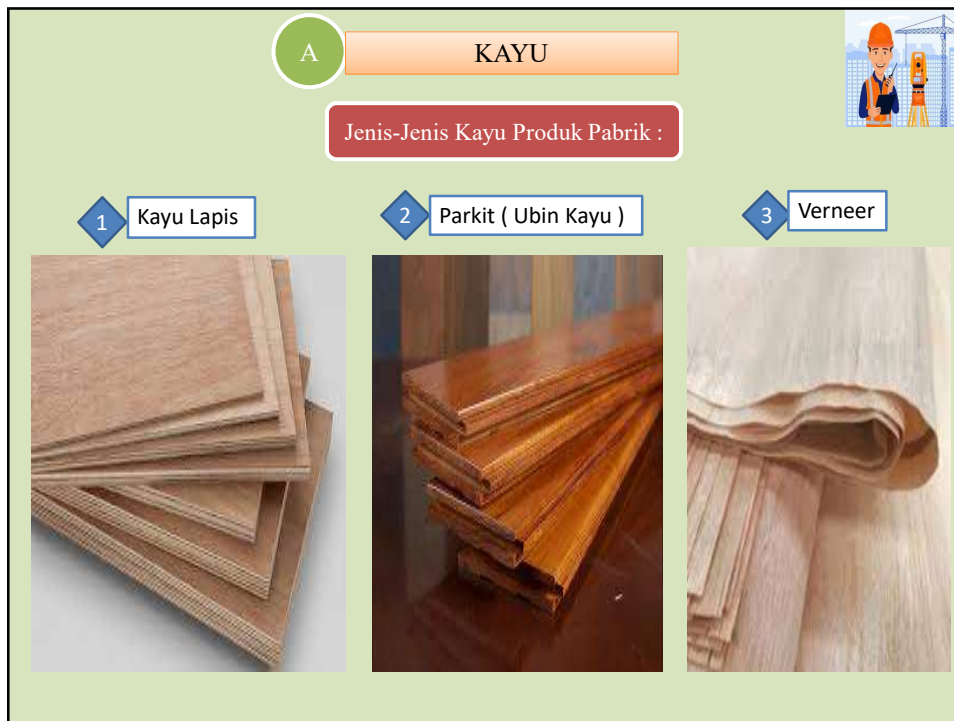 A
KAYU
Jenis-Jenis Kayu Produk Pabrik :
1
Kayu Lapis
2
Parkit ( Ubin Kayu )
3
Verneer